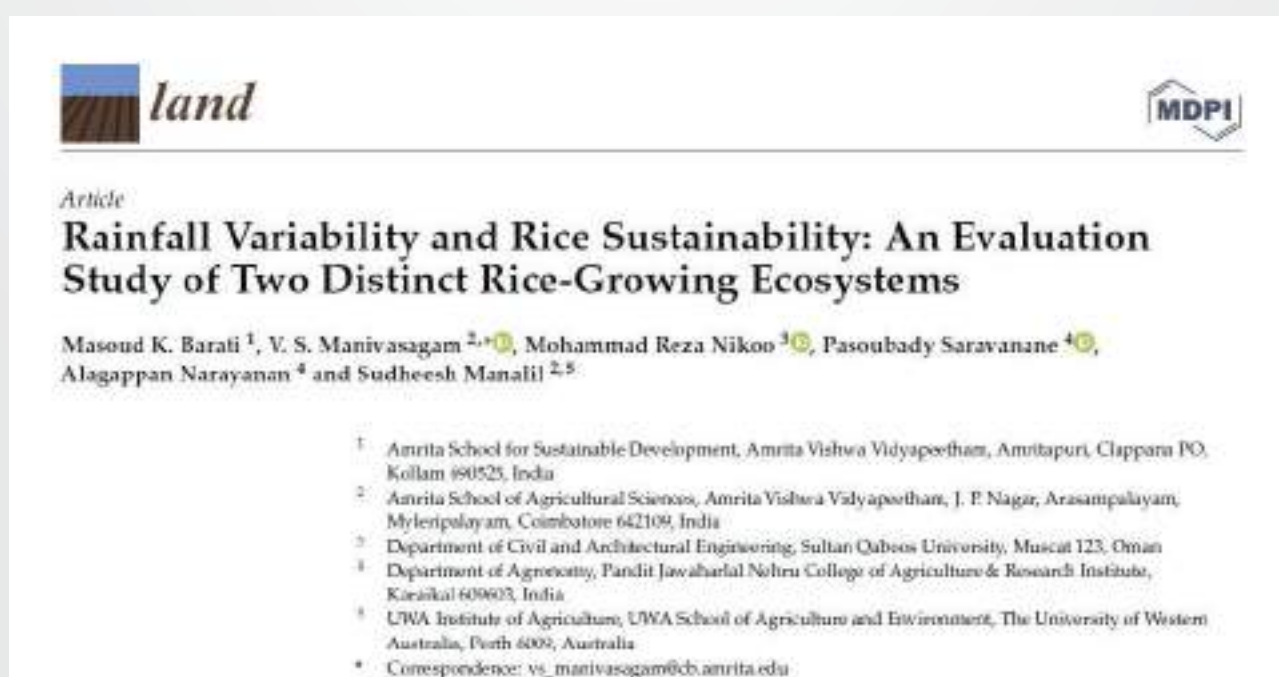 land
MDPI
Article
Rainfall Variability and Rice Sustainability: An Evaluation
Study of Two Distinct Rice-Growing Ecosystems
Masoud K. Barati 1, V. S. Manivasagam 2,*, Mohammad Reza Nikoo 3, Pasoubady Saravanane 4,
Alagappan Narayanan 4 and Sudheesh Manalil 2,5
1 Amrita School for Sustainable Development, Amrita Vishwa Vidyapeetham, Amritapuri, Clappana PO,
Kollam 690525, India
2 Amrita School of Agricultural Sciences, Amrita Vishwa Vidyapeetham, J. P. Nagar, Arasampalayam,
Myleripalayam, Coimbatore 642109, India
3 Department of Civil and Architectural Engineering, Sultan Qaboos University, Muscat 123, Oman
4 Department of Agronomy, Pandit Jawaharlal Nehru College of Agriculture & Research Institute,
Karaikal 609603, India
5 UWA Institute of Agriculture, UWA School of Agriculture and Environment, The University of Western
Australia, Perth 6009, Australia
* Correspondence: vs_manivasagam@cb.amrita.edu